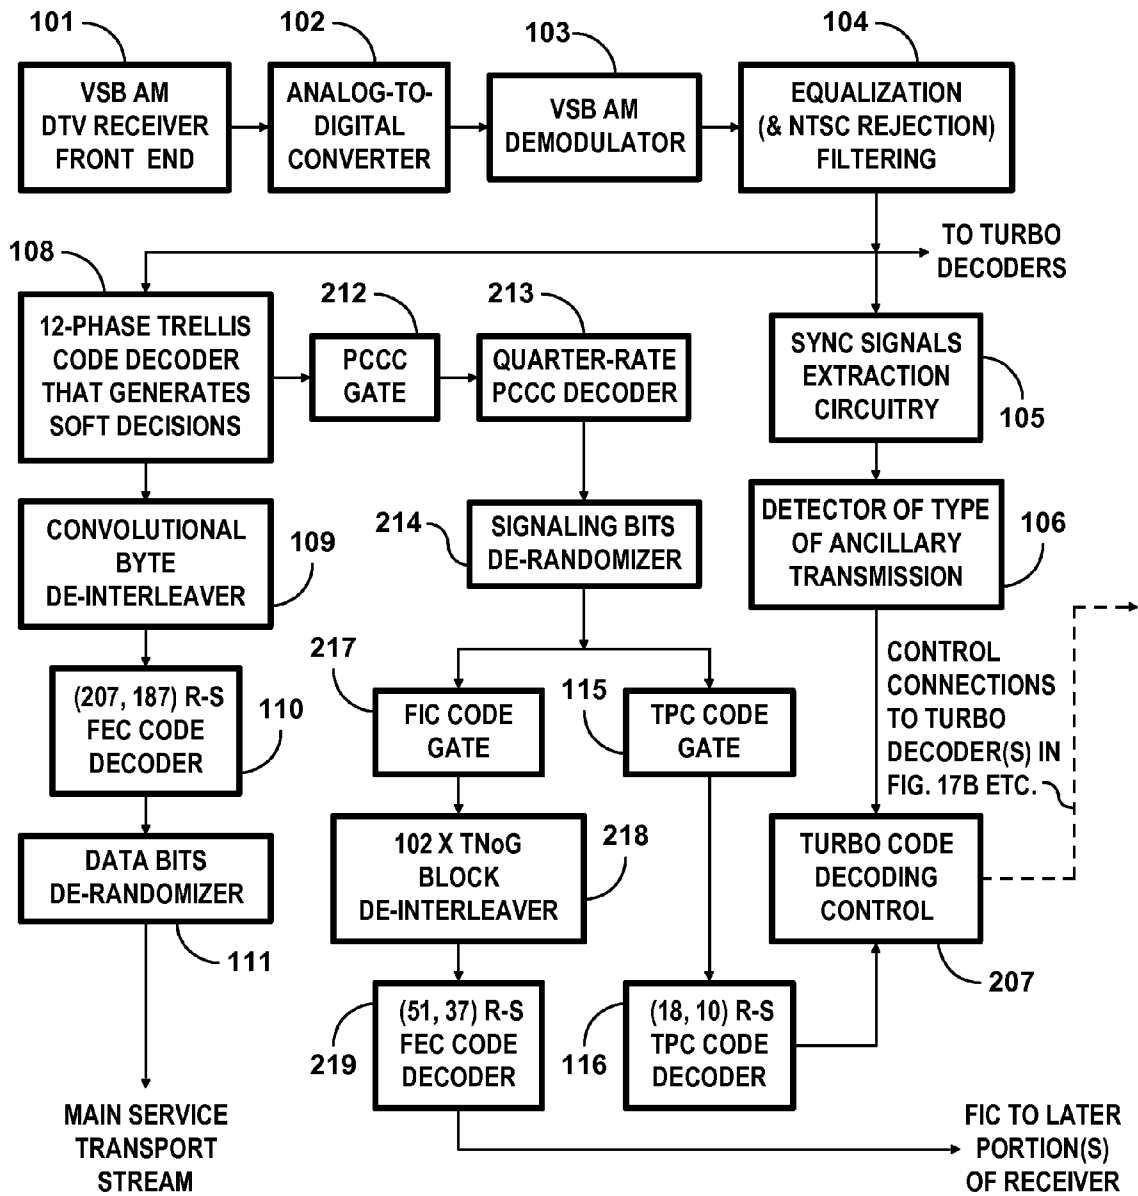 101
102
103
104
VSB AM
DTV RECEIVER
FRONT END
ANALOG-TO-
DIGITAL
CONVERTER
VSB AM
DEMODULATOR
EQUALIZATION
(& NTSC REJECTION)
FILTERING
TO TURBO
DECODERS
108
212
213
12-PHASE TRELLIS
CODE DECODER
THAT GENERATES
SOFT DECISIONS
PCCC
GATE
QUARTER-RATE
PCCC DECODER
SYNC SIGNALS
EXTRACTION
CIRCUITRY
105
CONVOLUTIONAL
BYTE
DE-INTERLEAVER
109
214
SIGNALING BITS
DE-RANDOMIZER
DETECTOR OF TYPE
OF ANCILLARY
TRANSMISSION
106
(207, 187) R-S
FEC CODE
DECODER
110
217
FIC CODE
GATE
115
TPC CODE
GATE
CONTROL
CONNECTIONS
TO TURBO
DECODER(S) IN
FIG. 17B ETC.
DATA BITS
DE-RANDOMIZER
111
102 X TNoG
BLOCK
DE-INTERLEAVER
218
TURBO CODE
DECODING
CONTROL
207
(51, 37) R-S
FEC CODE
DECODER
219
(18, 10) R-S
TPC CODE
DECODER
116
MAIN SERVICE
TRANSPORT
STREAM
FIC TO LATER
PORTION(S)
OF RECEIVER